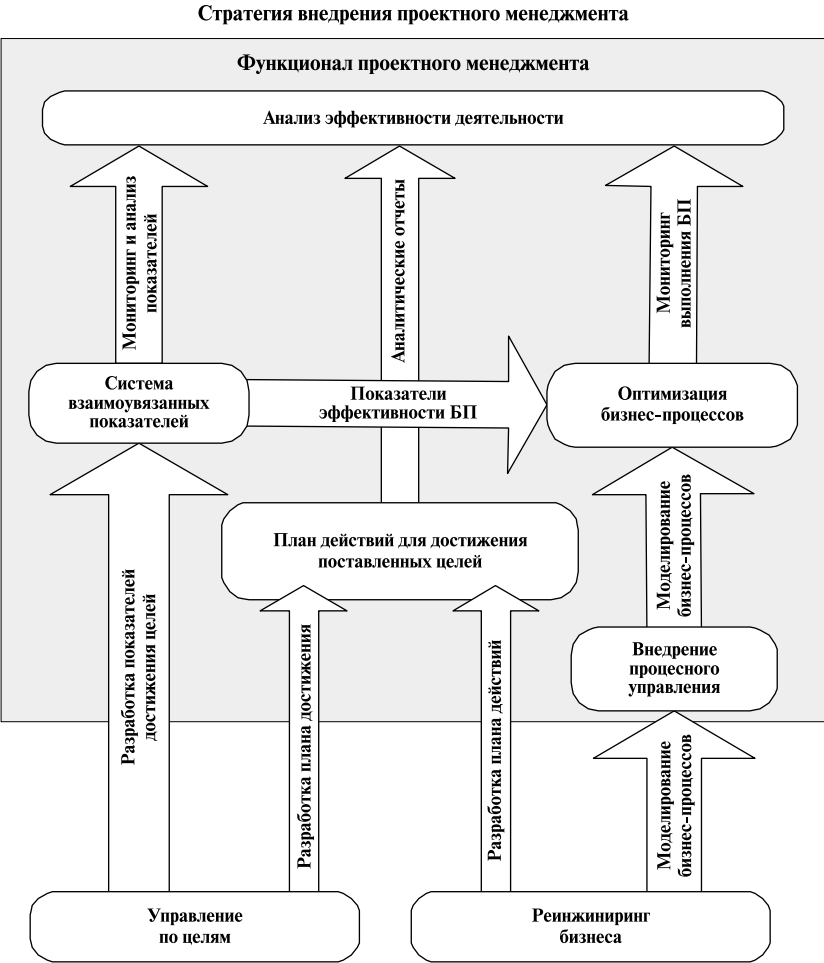 Стратегия внедрения проектного менеджмента
Функционал проектного менеджмента
Анализ эффективности деятельности
Мониторинг и анализ
показателей
Аналитические отчеты
Мониторинг
выполнения БП
Система
взаимоувязанных
показателей
Показатели
эффективности БП
Оптимизация
бизнес-процессов
План действий для достижения
поставленных целей
Моделирование
бизнес-процессов
Разработка показателей
достижения целей
Разработка плана достижения
Разработка плана действий
Внедрение
процесного
управления
Моделирование
бизнес-процессов
Управление
по целям
Реинжиниринг
бизнеса